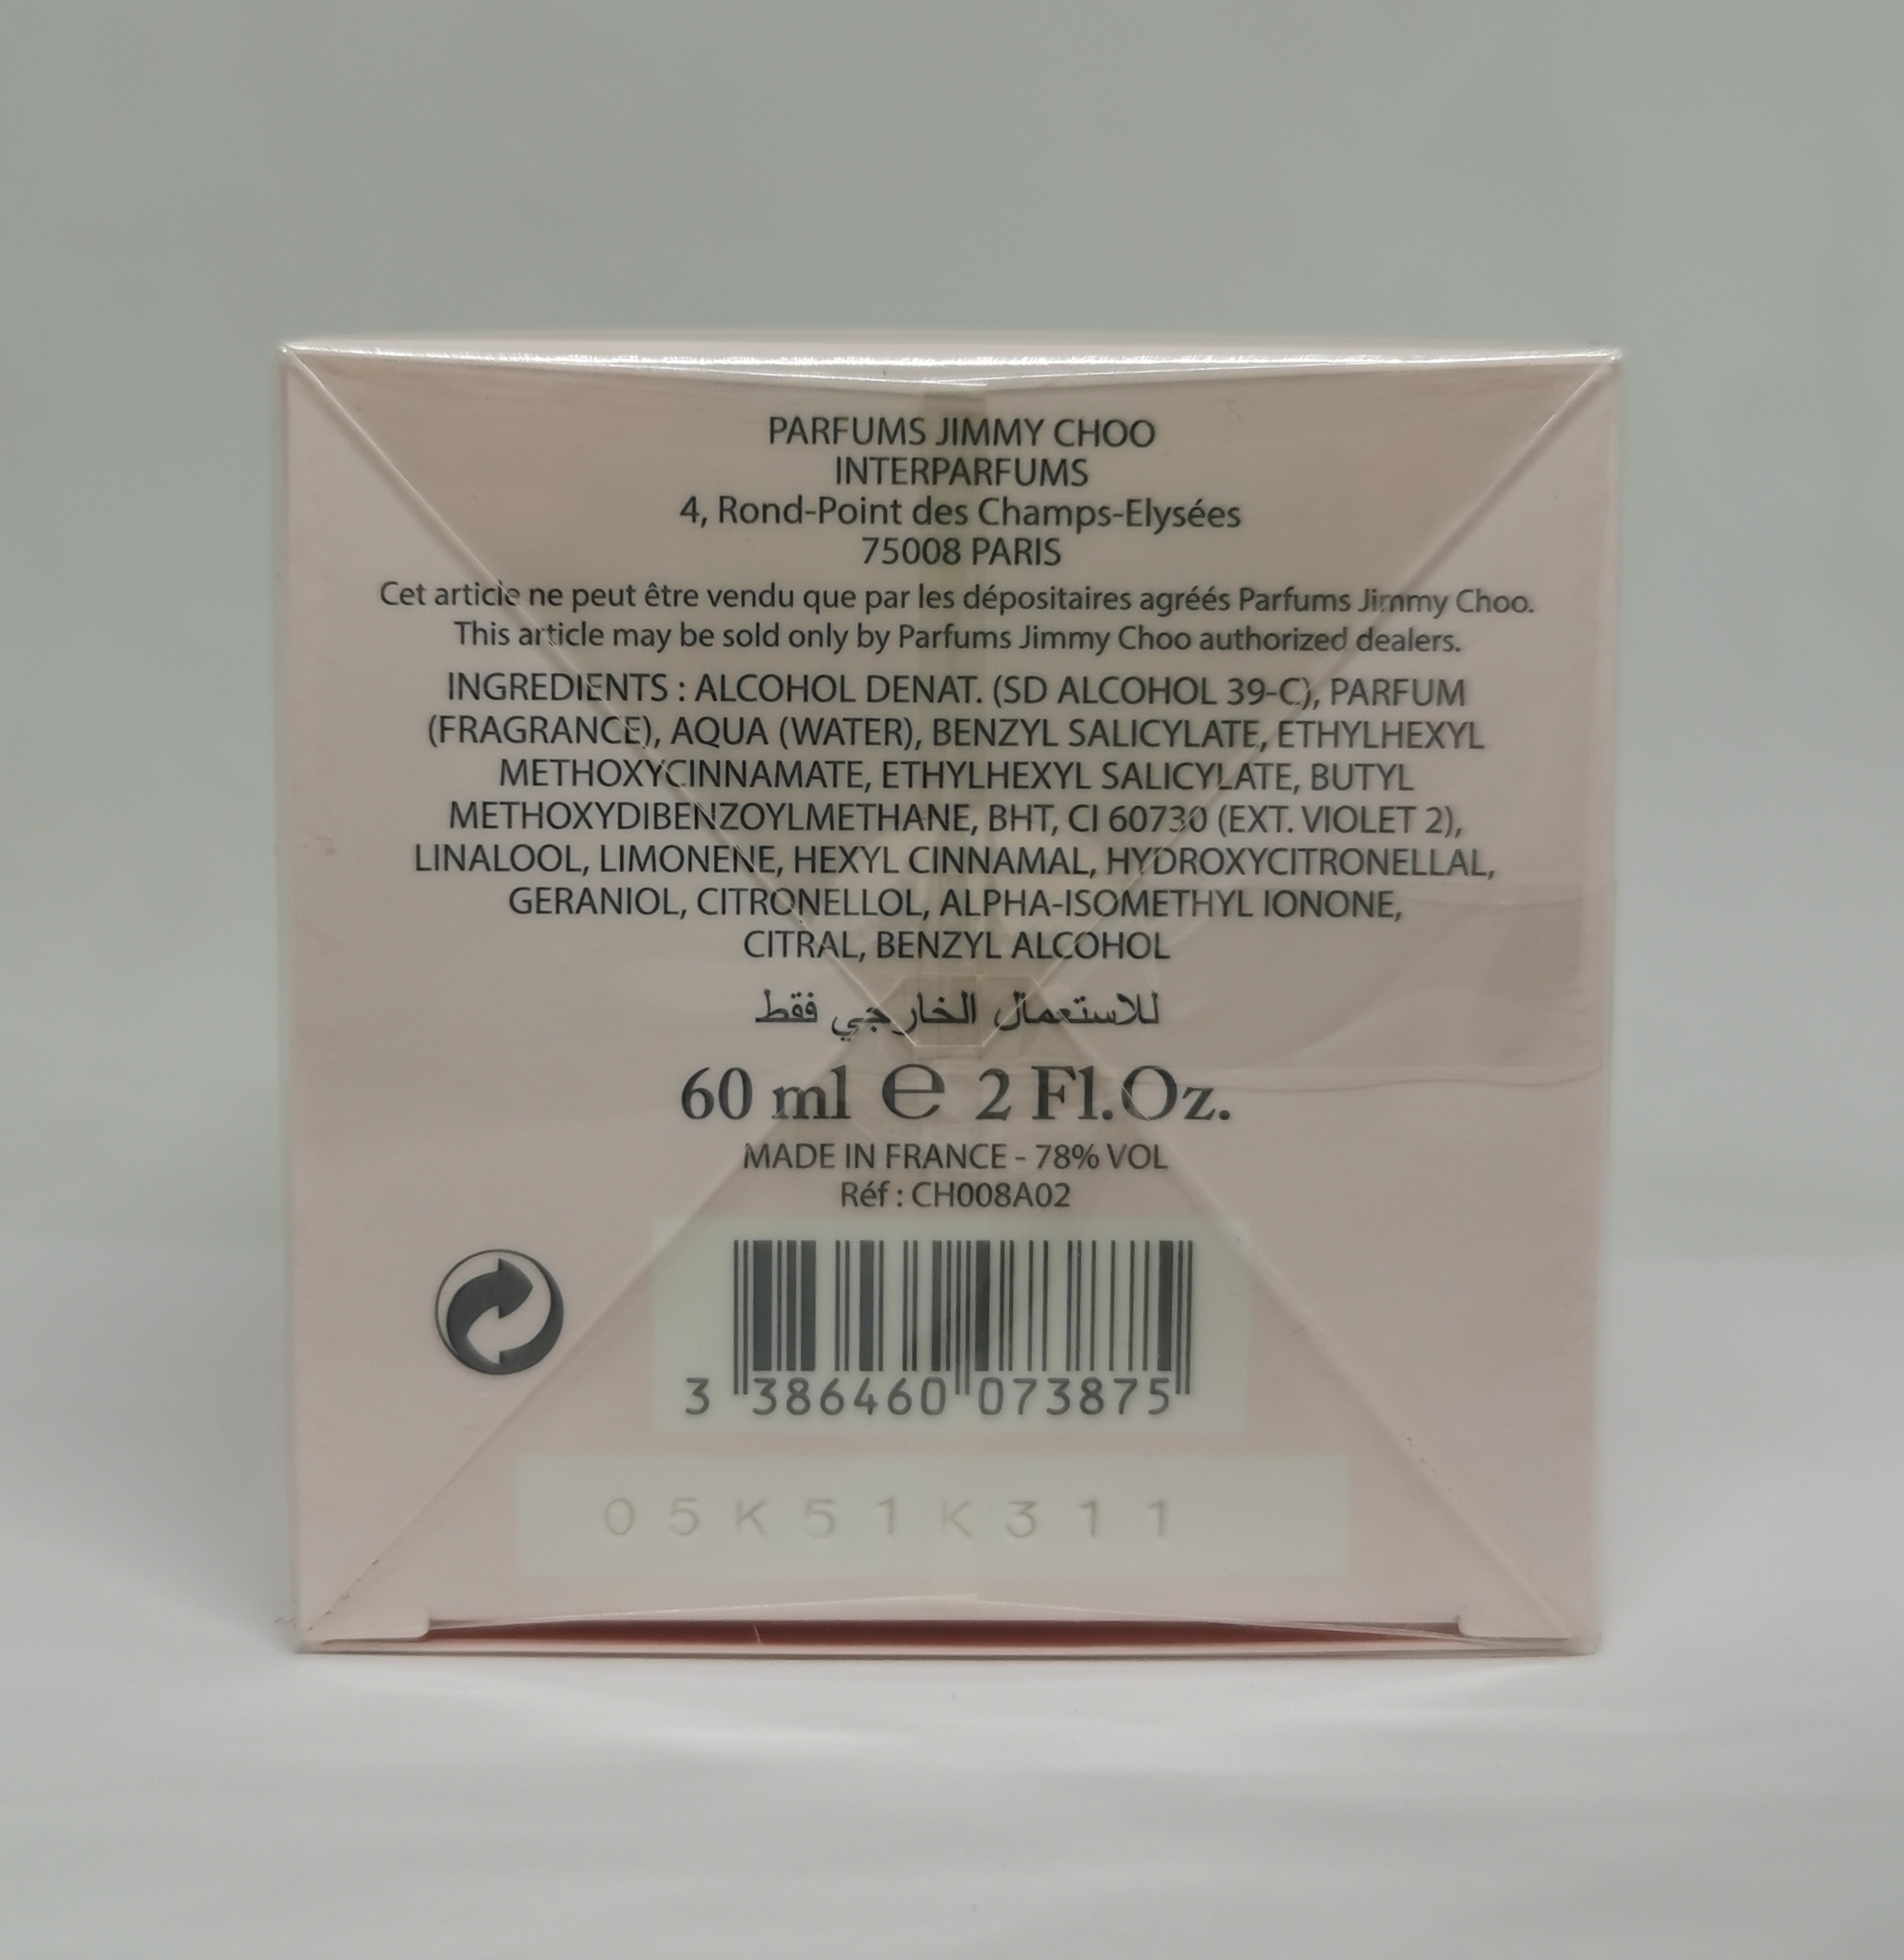 PARFUMS JIMMY CHOO
INTERPARFUMS
4, Rond-Point des Champs-Elysées
75008 PARIS
Cet article ne peut être vendu que par les dépositaires agréés Parfums Jimmy Choo.
This article may be sold only by Parfums Jimmy Choo authorized dealers.
INGREDIENTS : ALCOHOL DENAT. (SD ALCOHOL 39-C), PARFUM
(FRAGRANCE), AQUA (WATER), BENZYL SALICYLATE, ETHYLHEXYL
METHOXYCINNAMATE, ETHYLHEXYL SALICYLATE, BUTYL
METHOXYDIBENZOYLMETHANE, BHT, CI 60730 (EXT. VIOLET 2),
LINALOOL, LIMONENE, HEXYL CINNAMAL, HYDROXYCITRONELLAL,
GERANIOL, CITRONELLOL, ALPHA-ISOMETHYL IONONE,
CITRAL, BENZYL ALCOHOL
للاستعمال الخارجي فقط
60 ml ℮ 2 Fl.Oz.
MADE IN FRANCE - 78% VOL
Réf : CH008A02
3 386460 073875
05K51K311